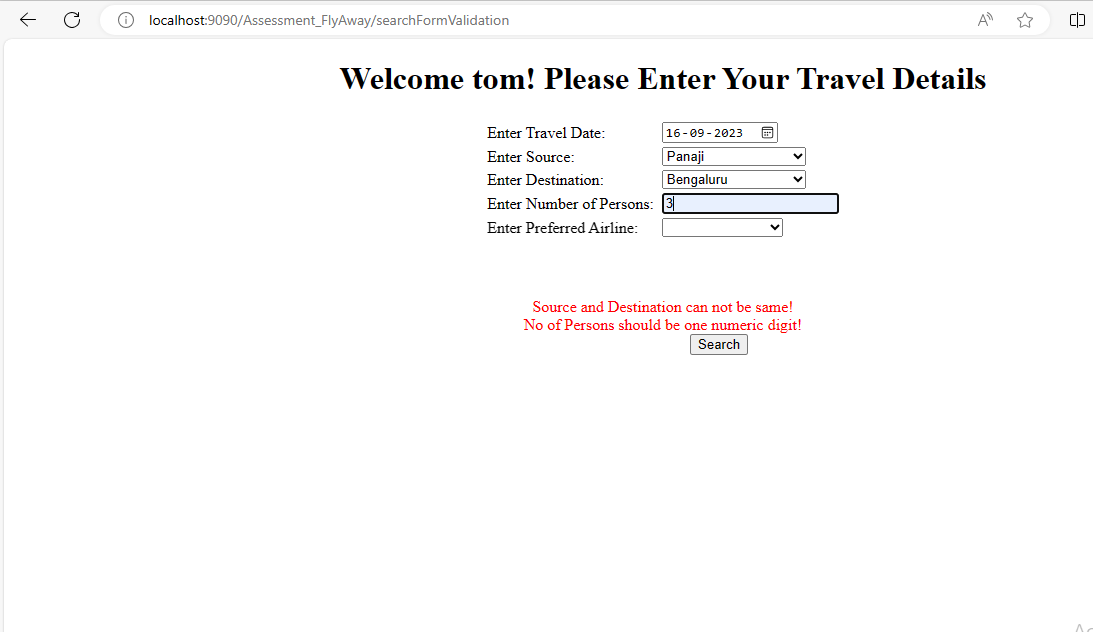 localhost:9090/Assessment_FlyAway/searchFormValidation
Welcome tom! Please Enter Your Travel Details
Enter Travel Date: 16-09-2023
Enter Source: Panaji
Enter Destination: Bengaluru
Enter Number of Persons: 3
Enter Preferred Airline:
Source and Destination can not be same!
No of Persons should be one numeric digit!
Search